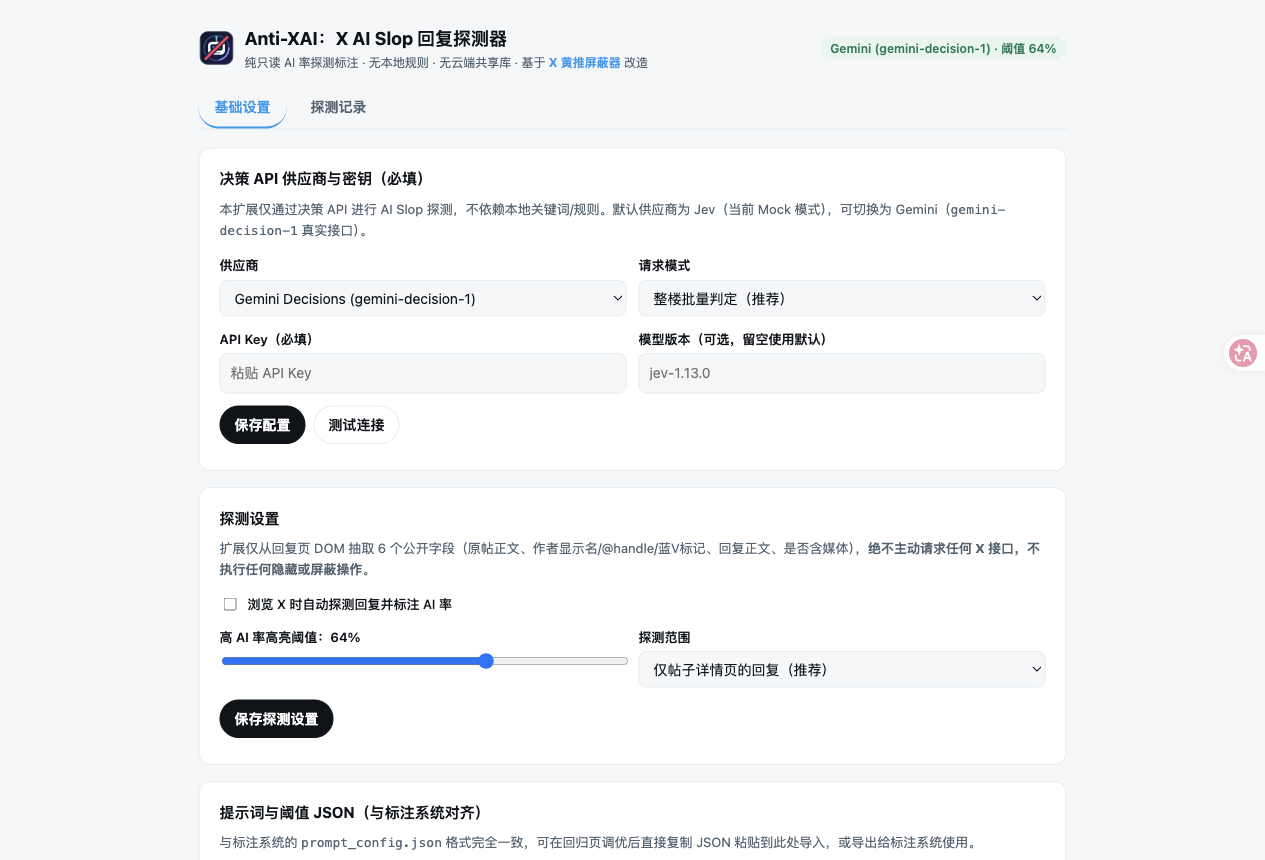 Anti-XAI：X AI Slop 回复探测器
纯只读 AI 率探测标注 · 无本地规则 · 无云端共享库 · 基于 X 黄推屏蔽器 改造
Gemini (gemini-decision-1) · 阈值 64%
基础设置
探测记录
决策 API 供应商与密钥（必填）
本扩展仅通过决策 API 进行 AI Slop 探测，不依赖本地关键词/规则。默认供应商为 Jev（当前 Mock 模式），可切换为 Gemini（gemini-
decision-1 真实接口）。
供应商
请求模式
Gemini Decisions (gemini-decision-1)
整楼批量判定（推荐）
API Key（必填）
模型版本（可选，留空使用默认）
粘贴 API Key
jev-1.13.0
保存配置
测试连接
探测设置
扩展仅从回复页 DOM 抽取 6 个公开字段（原帖正文、作者显示名/@handle/蓝V标记、回复正文、是否含媒体），绝不主动请求任何 X 接口，不
执行任何隐藏或屏蔽操作。
浏览 X 时自动探测回复并标注 AI 率
高 AI 率高亮阈值：64%
探测范围
仅帖子详情页的回复（推荐）
保存探测设置
提示词与阈值 JSON（与标注系统对齐）
与标注系统的 prompt_config.json 格式完全一致，可在回归页调优后直接复制 JSON 粘贴到此处导入，或导出给标注系统使用。